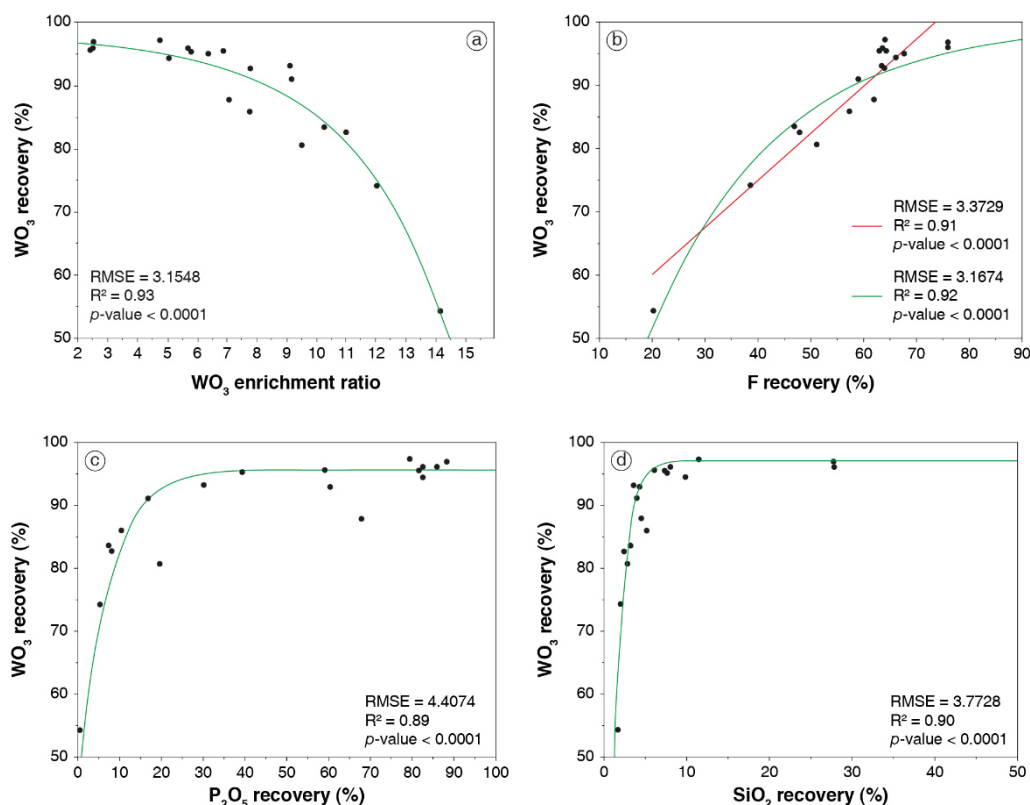 100
90
80
70
60
50
WO₃ recovery (%)
ⓐ
RMSE = 3.1548
R² = 0.93
p-value < 0.0001
2 3 4 5 6 7 8 9 10 11 12 13 14 15
WO₃ enrichment ratio
100
90
80
70
60
50
WO₃ recovery (%)
ⓑ
RMSE = 3.3729
R² = 0.91
p-value < 0.0001
RMSE = 3.1674
R² = 0.92
p-value < 0.0001
10 20 30 40 50 60 70 80 90
F recovery (%)
100
90
80
70
60
50
WO₃ recovery (%)
ⓒ
RMSE = 4.4074
R² = 0.89
p-value < 0.0001
0 10 20 30 40 50 60 70 80 90 100
P₂O₅ recovery (%)
100
90
80
70
60
50
WO₃ recovery (%)
ⓓ
RMSE = 3.7728
R² = 0.90
p-value < 0.0001
0 10 20 30 40 50
SiO₂ recovery (%)